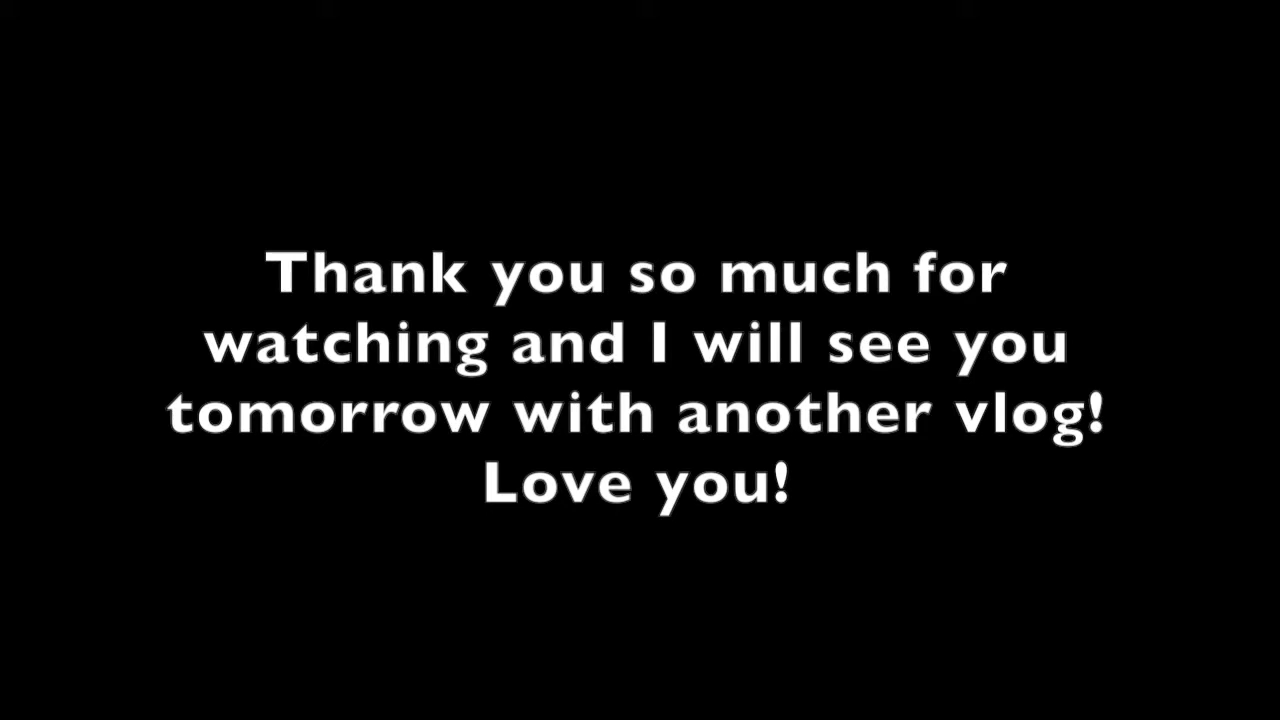 Thank you so much for
watching and I will see you
tomorrow with another vlog!
Love you!